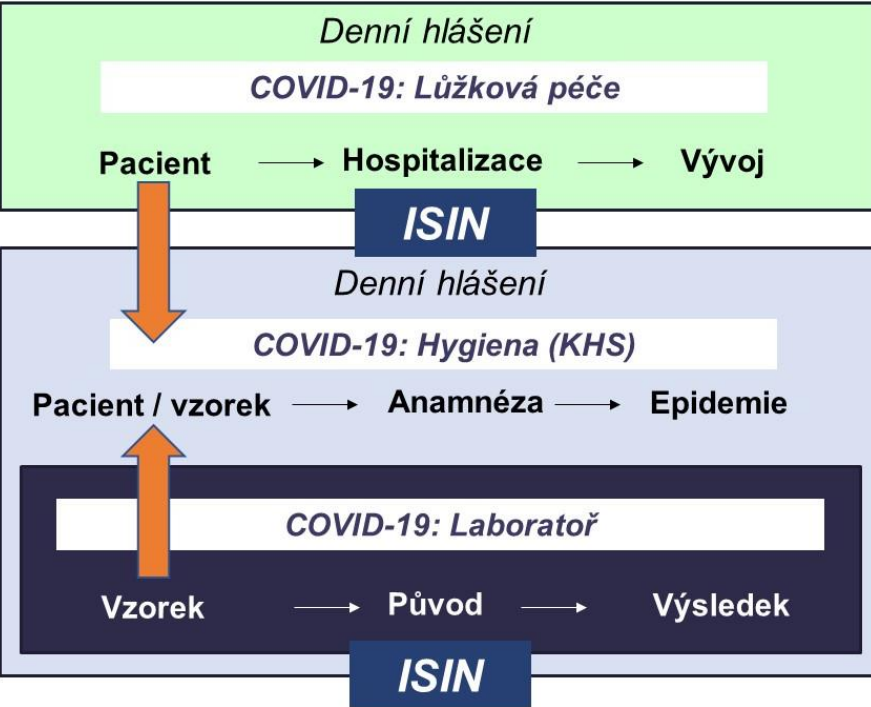 Denní hlášení
COVID-19: Lůžková péče
Pacient Hospitalizace Vývoj
ISIN
Denní hlášení
COVID-19: Hygiena (KHS)
Pacient / vzorek Anamnéza Epidemie
COVID-19: Laboratoř
Vzorek Původ Výsledek
ISIN